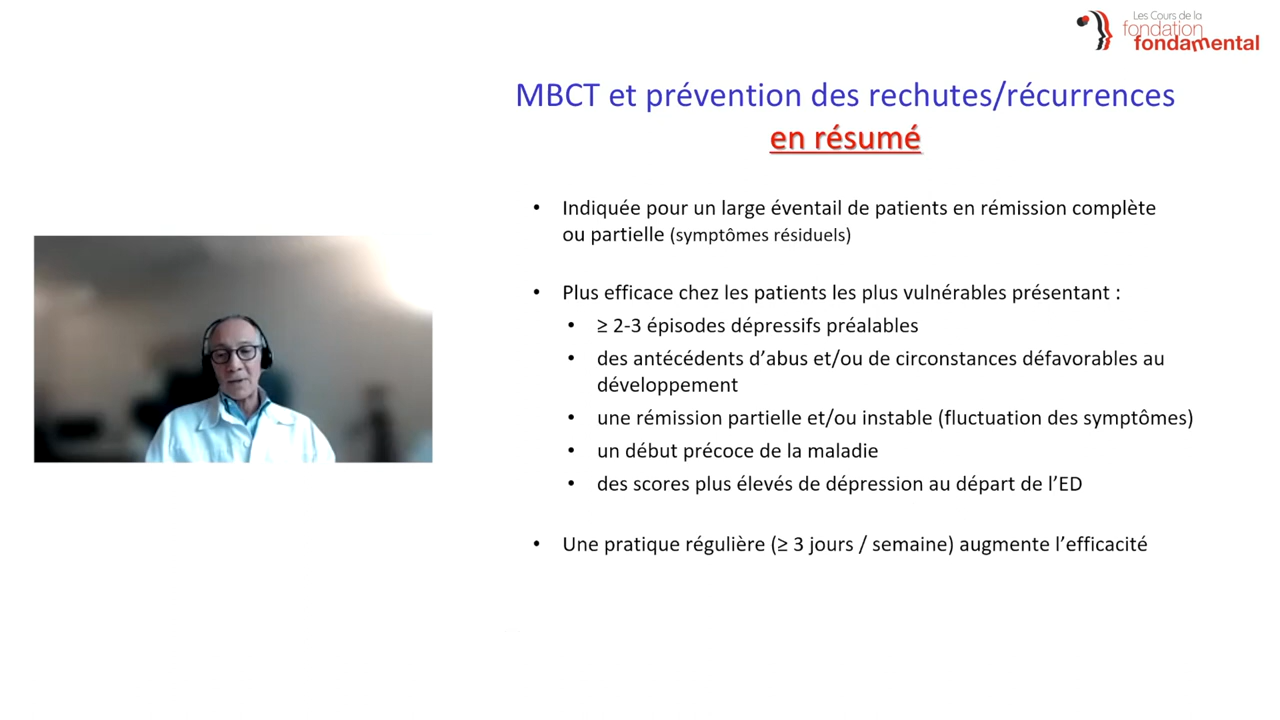 Les Cours de la
fondation
fondamental
MBCT et prévention des rechutes/récurrences
en résumé
• Indiquée pour un large éventail de patients en rémission complète
ou partielle (symptômes résiduels)
• Plus efficace chez les patients les plus vulnérables présentant :
• ≥ 2-3 épisodes dépressifs préalables
• des antécédents d’abus et/ou de circonstances défavorables au
développement
• une rémission partielle et/ou instable (fluctuation des symptômes)
• un début précoce de la maladie
• des scores plus élevés de dépression au départ de l’ED
• Une pratique régulière (≥ 3 jours / semaine) augmente l’efficacité